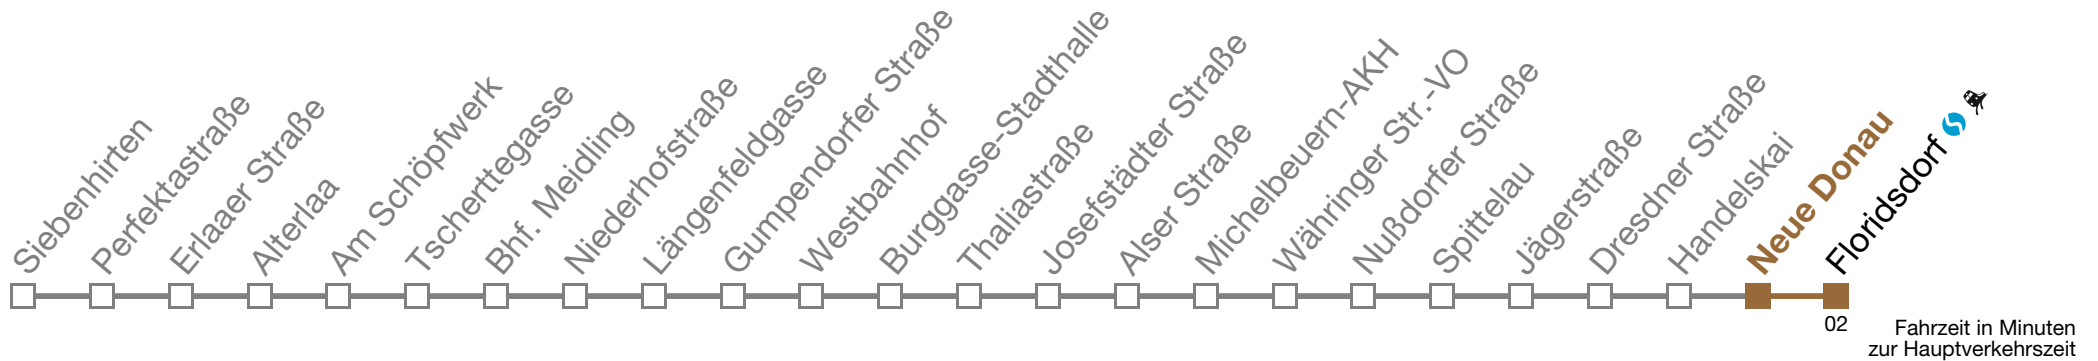 Siebenhirten
Perfektastraße
Erlaaer Straße
Alterlaa
Am Schöpfwerk
Tscherttegasse
Bhf. Meidling
Niederhofstraße
Längenfeldgasse
Gumpendorfer Straße
Westbahnhof
Burggasse-Stadthalle
Thaliastraße
Josefstädter Straße
Alser Straße
Michelbeuern-AKH
Währinger Str.-VO
Nußdorfer Straße
Spittelau
Jägerstraße
Dresdner Straße
Handelskai
Neue Donau
Floridsdorf
02
Fahrzeit in Minuten
zur Hauptverkehrszeit